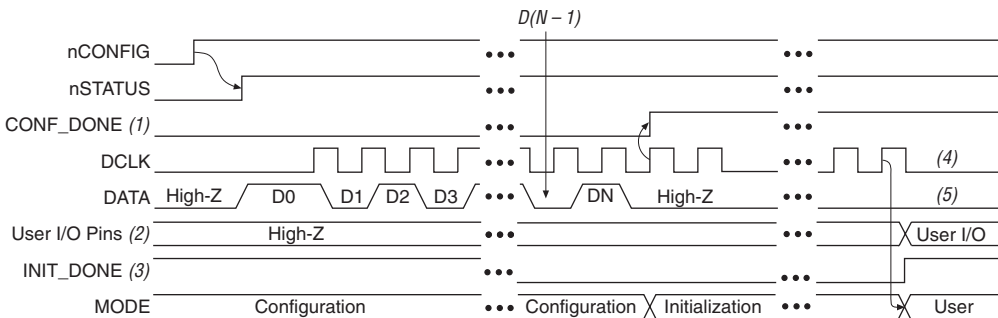 D(N – 1)
nCONFIG
nSTATUS
CONF_DONE (1)
DCLK (4)
DATA High-Z D0 D1 D2 D3 DN High-Z (5)
User I/O Pins (2) High-Z User I/O
INIT_DONE (3)
MODE Configuration Configuration Initialization User